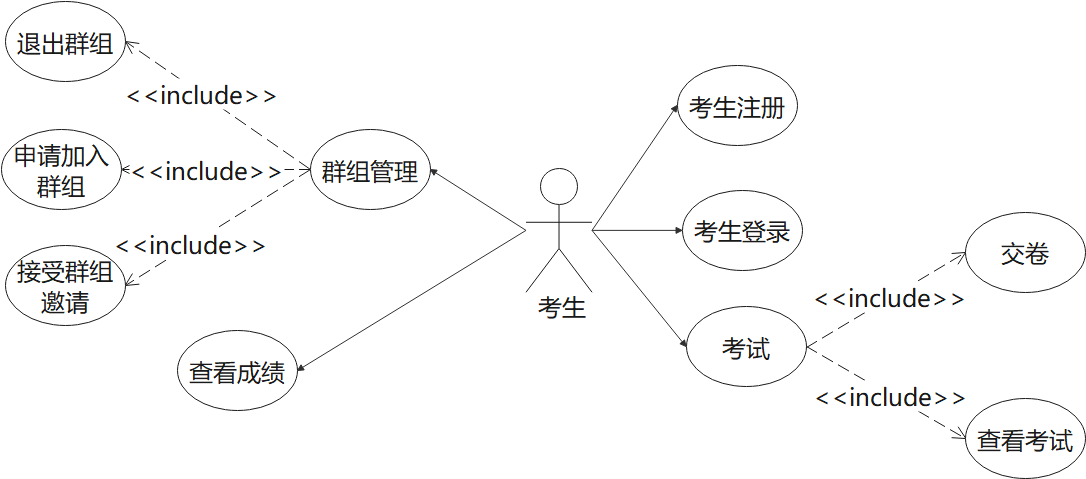 退出群组
<<include>>
申请加入
群组
<<include>>
接受群组
邀请
<<include>>
群组管理
查看成绩
考生
考生注册
考生登录
考试
<<include>>
交卷
<<include>>
查看考试